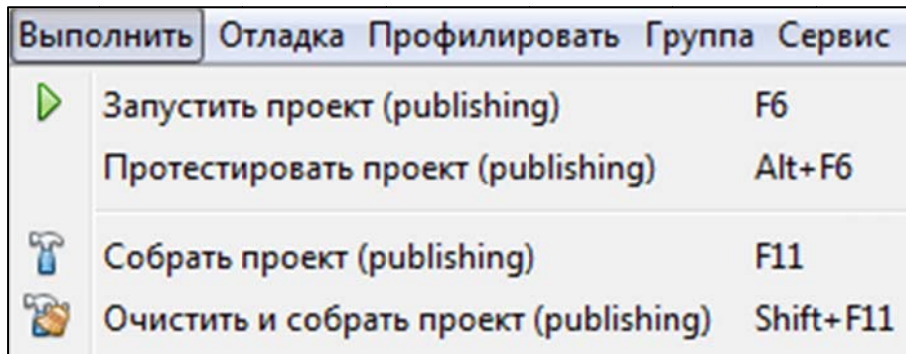 Выполнить Отладка Профилировать Группа Сервис
Запустить проект (publishing) F6
Протестировать проект (publishing) Alt+F6
Собрать проект (publishing) F11
Очистить и собрать проект (publishing) Shift+F11